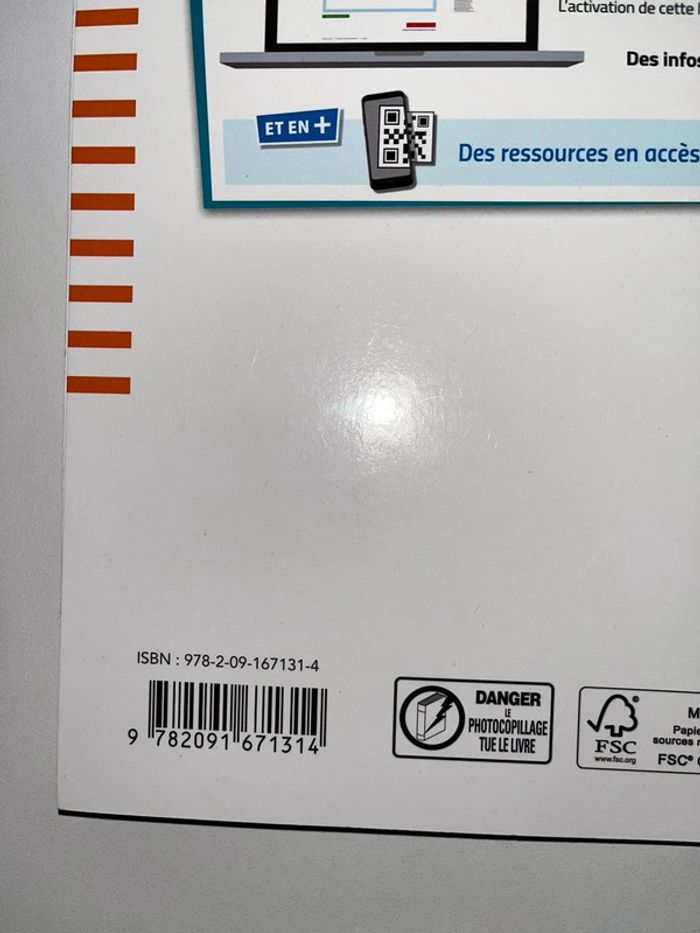 L'activation de cette
Des infos
ET EN +
Des ressources en accès
ISBN : 978-2-09-167131-4
9 782091 671314
DANGER
LE
PHOTOCOPILLAGE
TUE LE LIVRE
®
FSC
www.fsc.org
M
Papie
sources
FSC®